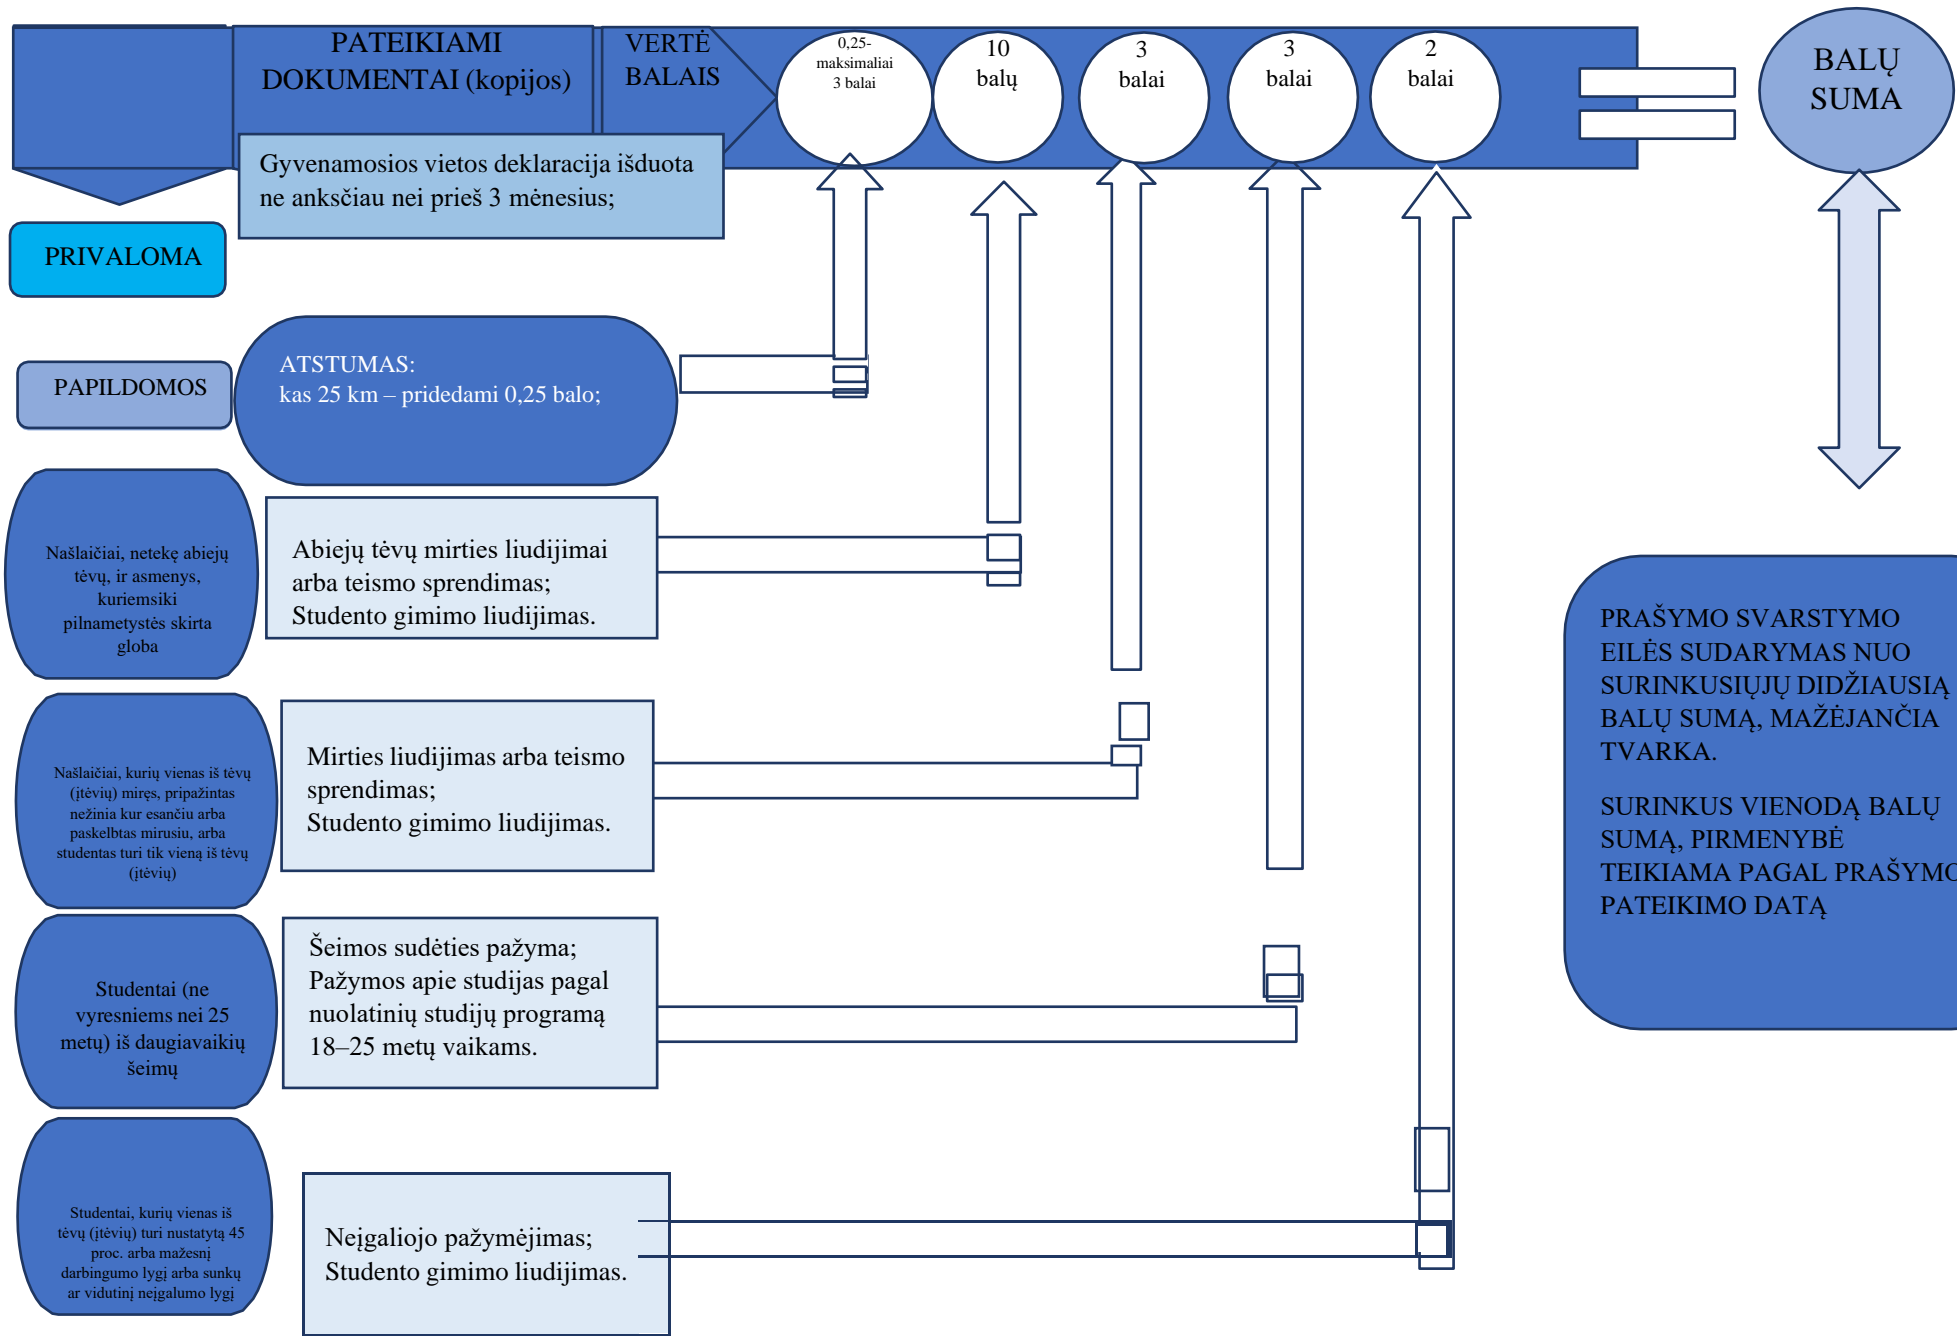 PATEIKIAMI
DOKUMENTAI (kopijos)
VERTĖ
BALAIS
0,25-
maksimaliai
3 balai
10
balų
3
balai
3
balai
2
balai
BALŲ
SUMA
Gyvenamosios vietos deklaracija išduota
ne anksčiau nei prieš 3 mėnesius;
PRIVALOMA
PAPILDOMOS
ATSTUMAS:
kas 25 km – pridedami 0,25 balo;
Našlaičiai, netekę abiejų
tėvų, ir asmenys,
kuriemsiki
pilnametystės skirta
globa
Abiejų tėvų mirties liudijimai
arba teismo sprendimas;
Studento gimimo liudijimas.
Našlaičiai, kurių vienas iš tėvų
(įtėvių) miręs, pripažintas
nežinia kur esančiu arba
paskelbtas mirusiu, arba
studentas turi tik vieną iš tėvų
(įtėvių)
Mirties liudijimas arba teismo
sprendimas;
Studento gimimo liudijimas.
Studentai (ne
vyresniems nei 25
metų) iš daugiavaikių
šeimų
Šeimos sudėties pažyma;
Pažymos apie studijas pagal
nuolatinių studijų programą
18–25 metų vaikams.
Studentai, kurių vienas iš
tėvų (įtėvių) turi nustatytą 45
proc. arba mažesnį
darbingumo lygį arba sunkų
ar vidutinį neįgalumo lygį
Neįgaliojo pažymėjimas;
Studento gimimo liudijimas.
PRAŠYMO SVARSTYMO
EILĖS SUDARYMAS NUO
SURINKUSIŲJŲ DIDŽIAUSIĄ
BALŲ SUMĄ, MAŽĖJANČIA
TVARKA.
SURINKUS VIENODĄ BALŲ
SUMĄ, PIRMENYBĖ
TEIKIAMA PAGAL PRAŠYMO
PATEIKIMO DATĄ